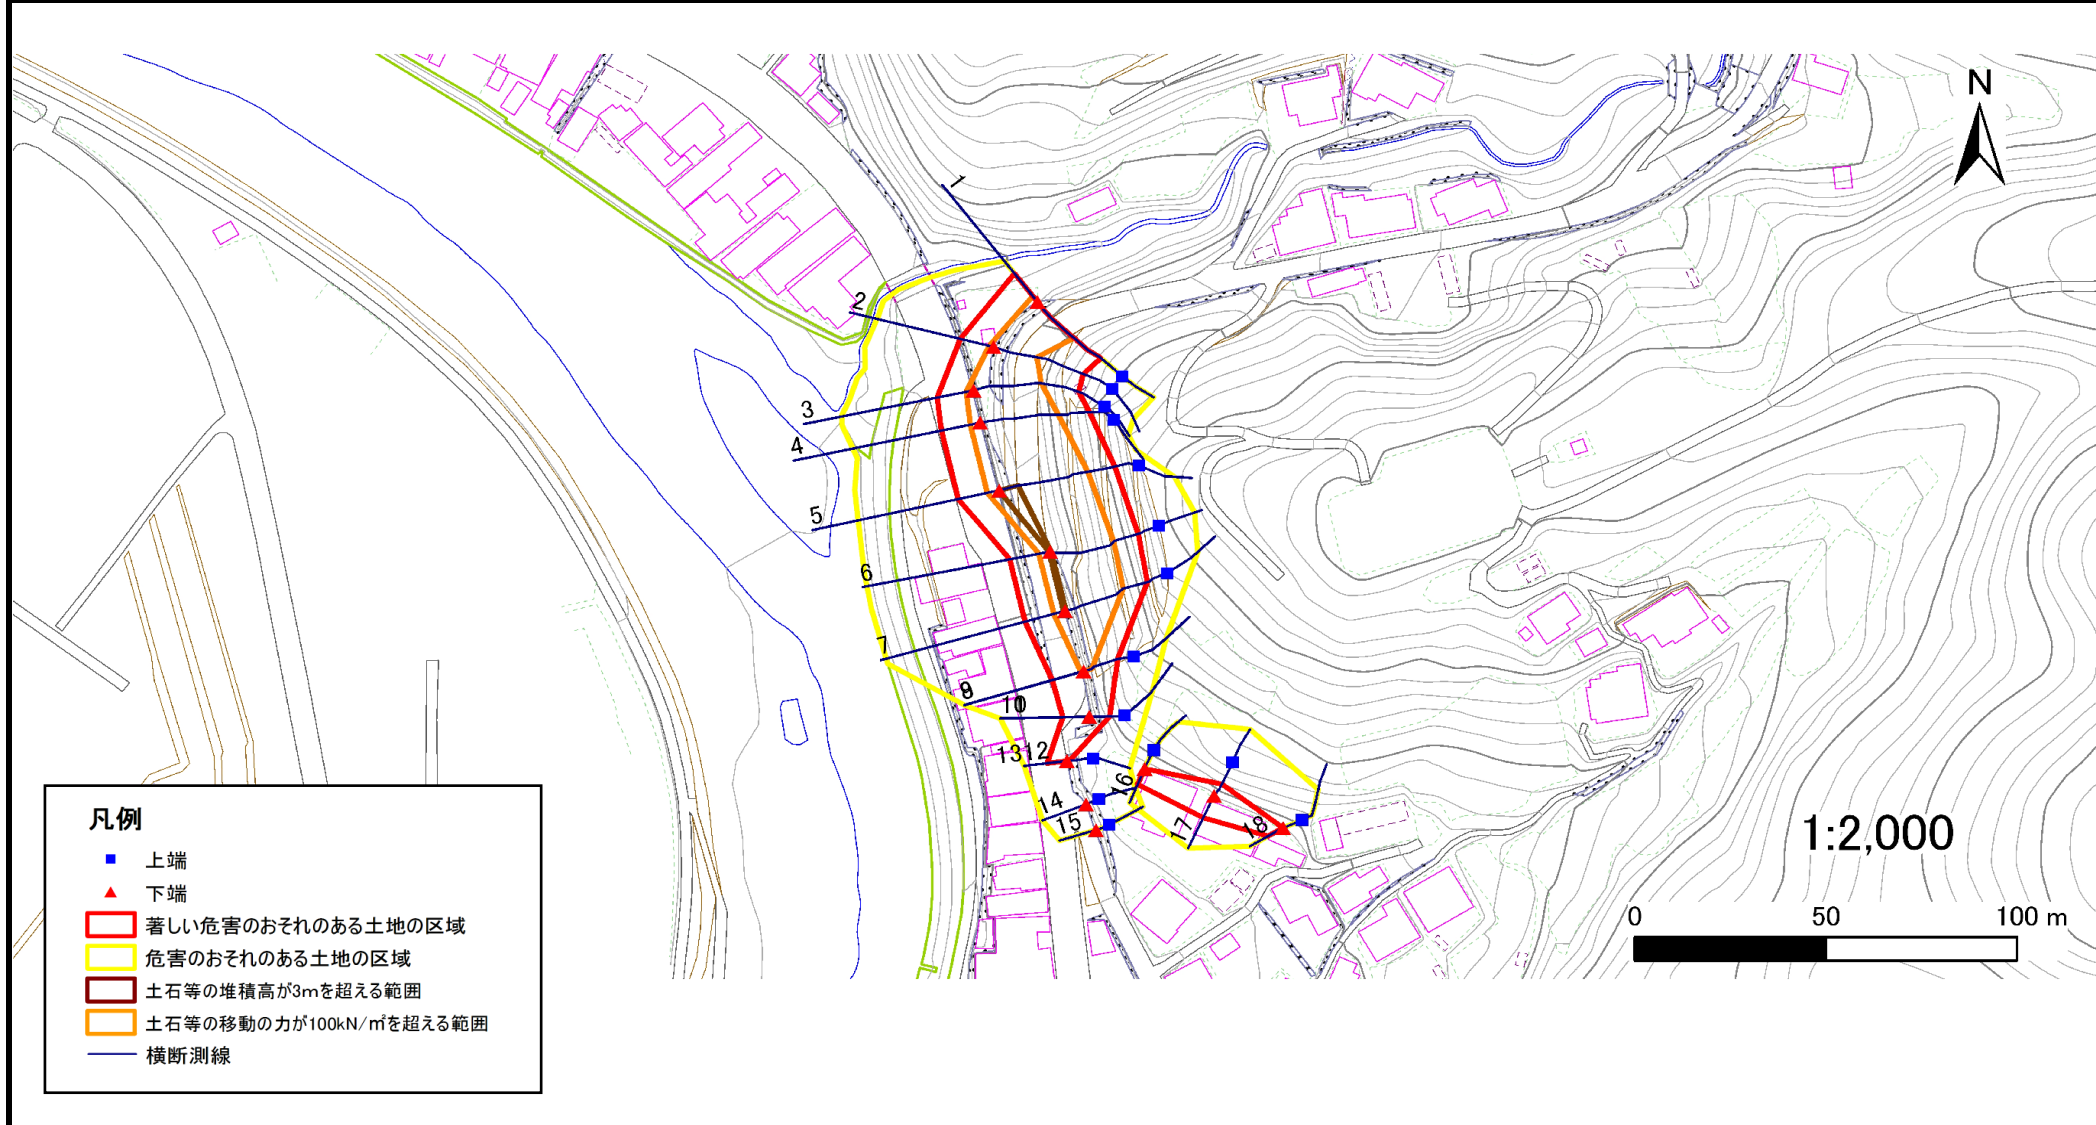 N
1
2
3
4
5
6
7
9
10
1312
14
15
16
17
18
1:2,000
0 50 100 m
凡例
上端
下端
著しい危害のおそれのある土地の区域
危害のおそれのある土地の区域
土石等の堆積高が3mを超える範囲
土石等の移動の力が100kN/㎡を超える範囲
横断測線